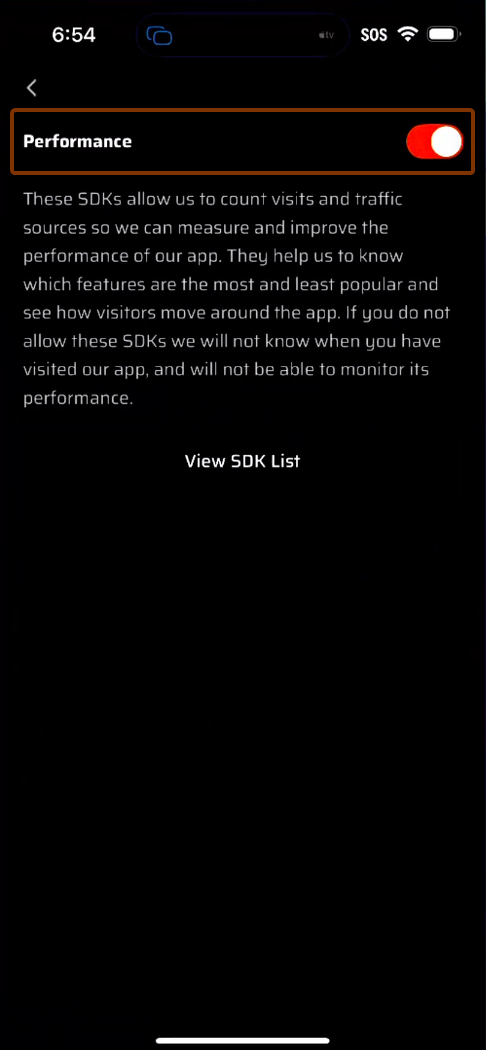 6:54
tv
SOS
Performance
These SDKs allow us to count visits and traffic
sources so we can measure and improve the
performance of our app. They help us to know
which features are the most and least popular and
see how visitors move around the app. If you do not
allow these SDKs we will not know when you have
visited our app, and will not be able to monitor its
performance.
View SDK List